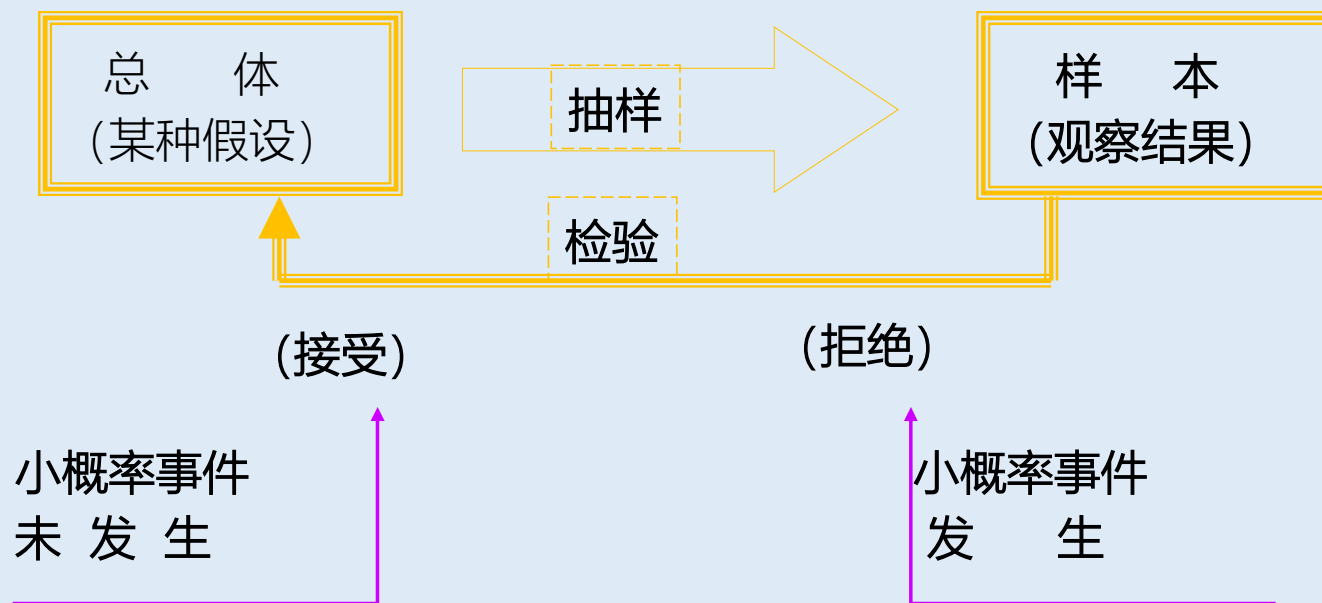 总 体
（某种假设）
抽样
样 本
（观察结果）
检验
（接受）
（拒绝）
小概率事件
未 发 生
小概率事件
发 生